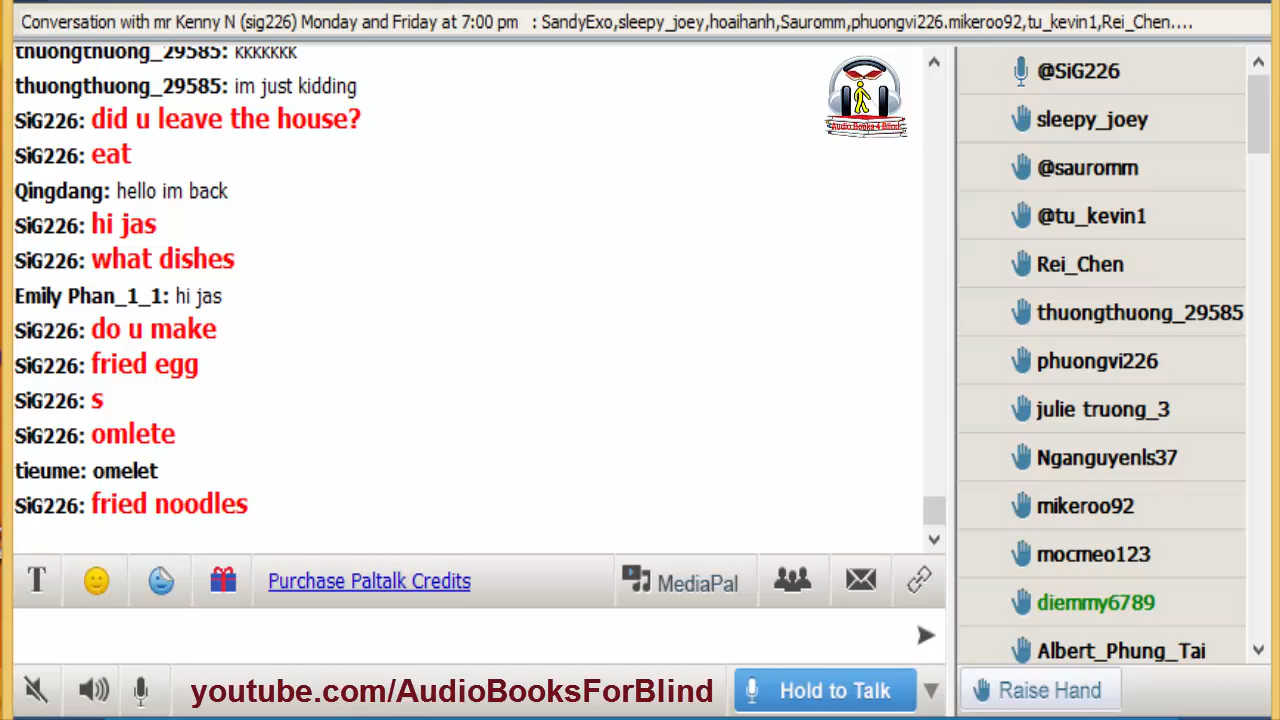 Conversation with mr Kenny N (sig226) Monday and Friday at 7:00 pm : SandyExo,sleepy_joey,hoaihanh,Sauromm,phuongvi226.mikeroo92,tu_kevin1,Rei_Chen....
thuongthuong_29585: kkkkkkk
thuongthuong_29585: im just kidding
SiG226: did u leave the house?
SiG226: eat
Qingdang: hello im back
SiG226: hi jas
SiG226: what dishes
Emily Phan_1_1: hi jas
SiG226: do u make
SiG226: fried egg
SiG226: s
SiG226: omlete
tieume: omelet
SiG226: fried noodles
Audio Books 4 Blind
@SiG226
sleepy_joey
@sauromm
@tu_kevin1
Rei_Chen
thuongthuong_29585
phuongvi226
julie truong_3
Nganguyenls37
mikeroo92
mocmeo123
diemmy6789
Albert_Phung_Tai
T
Purchase Paltalk Credits
MediaPal
youtube.com/AudioBooksForBlind
Hold to Talk
Raise Hand